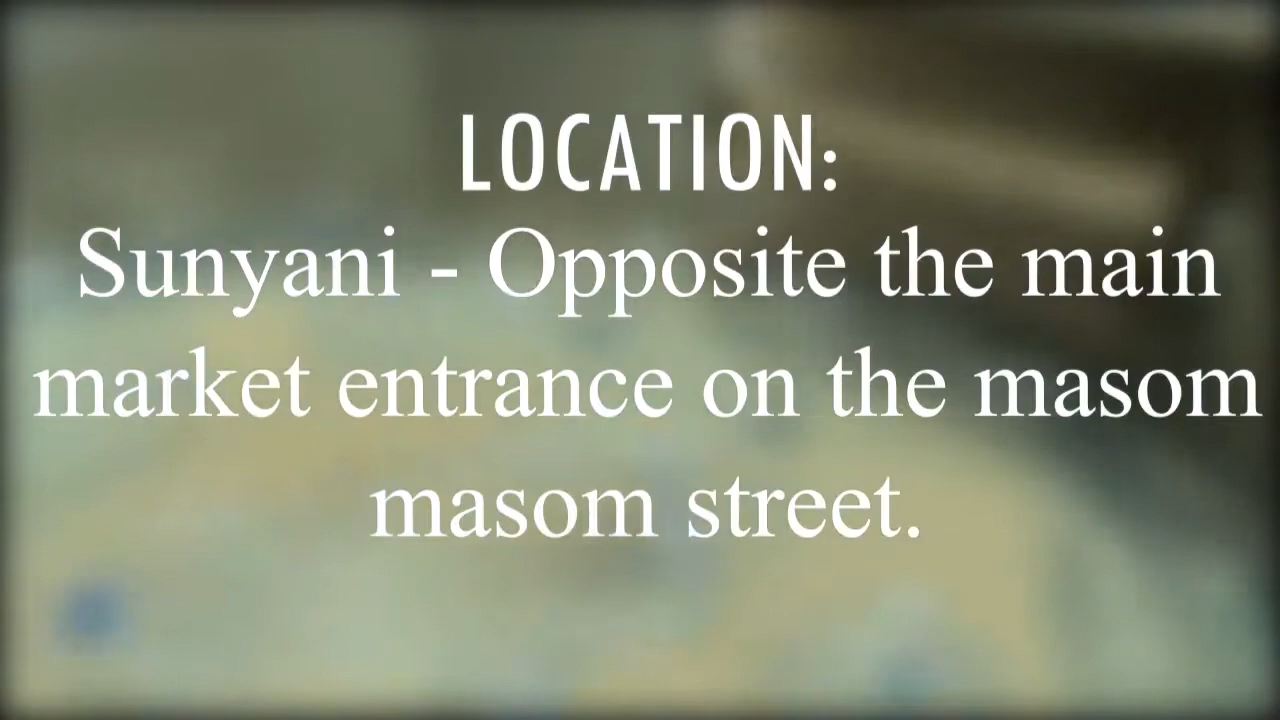 LOCATION:
Sunyani - Opposite the main
market entrance on the masom
masom street.